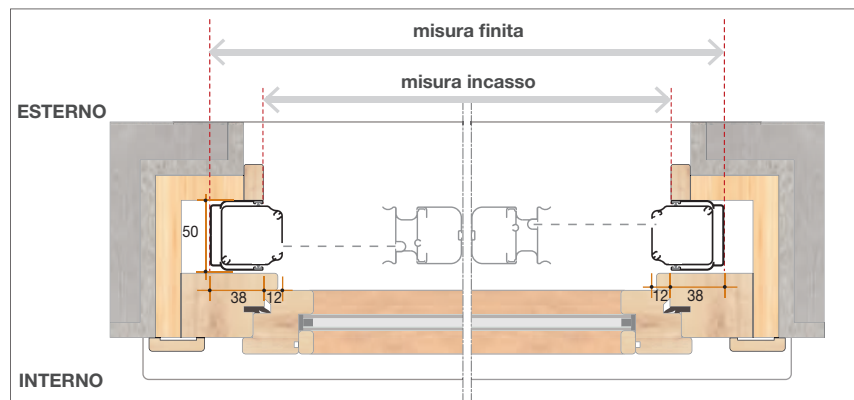 misura finita
misura incasso
ESTERNO
50
38 12
12 38
INTERNO